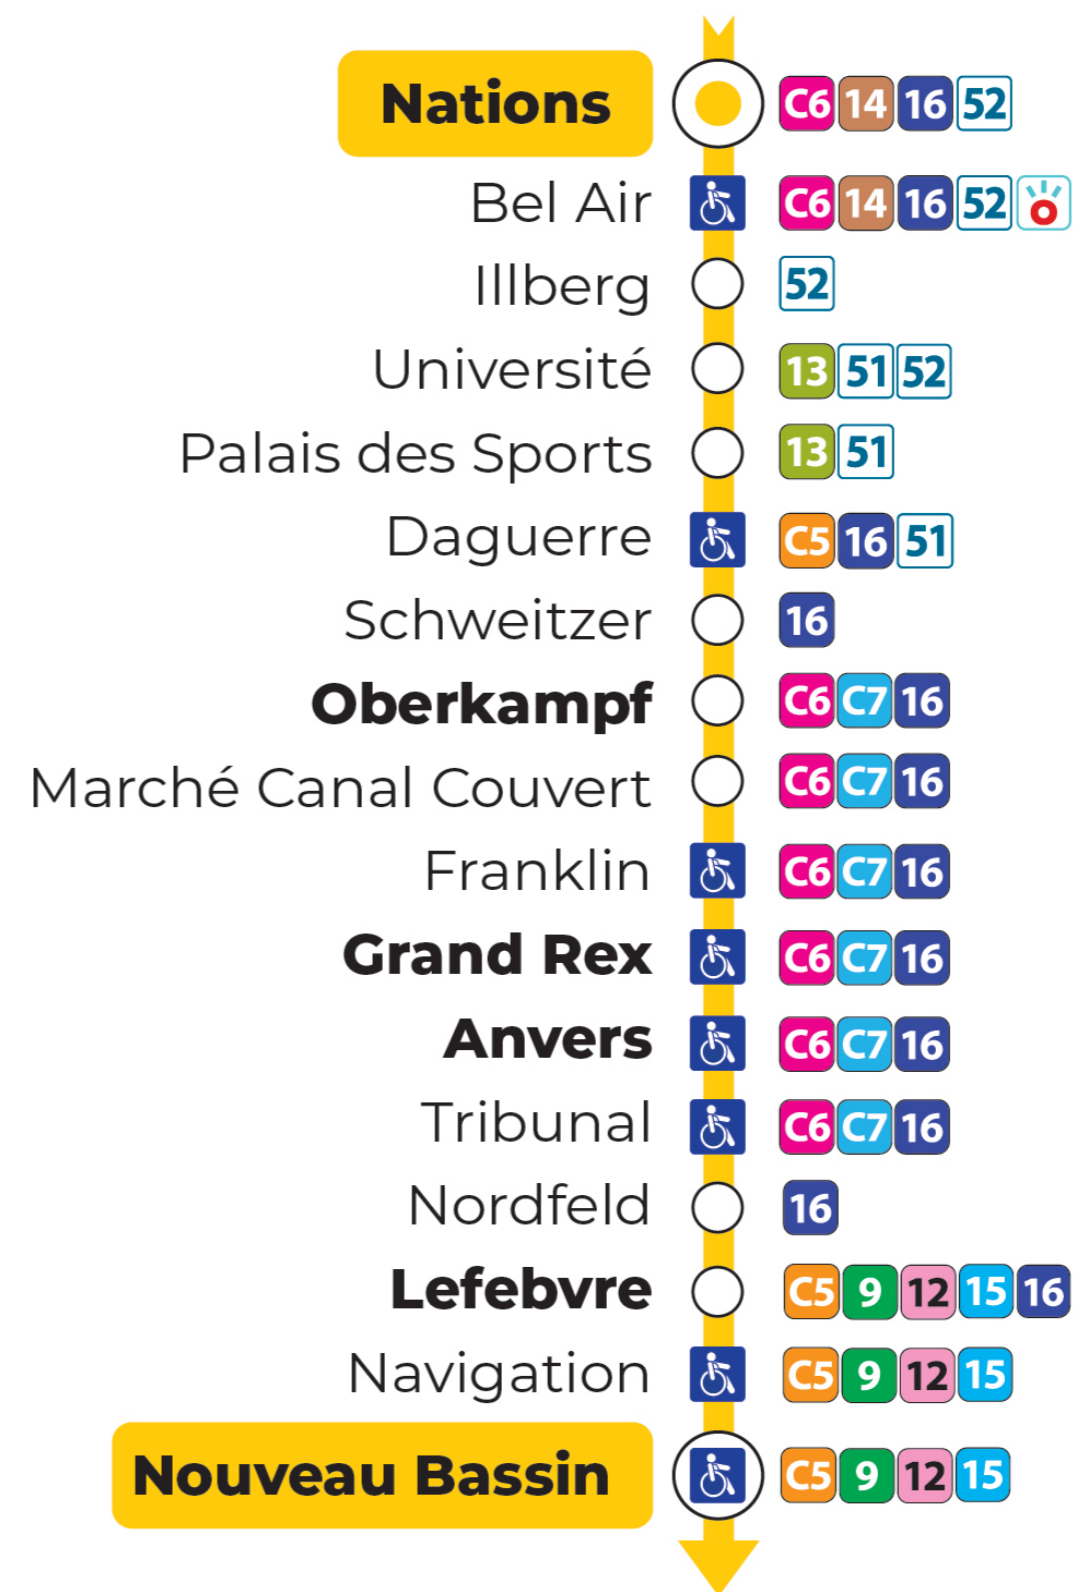 Nations C6 14 16 52
Bel Air C6 14 16 52
Illberg 52
Université 13 51 52
Palais des Sports 13 51
Daguerre C5 16 51
Schweitzer 16
Oberkampf C6 C7 16
Marché Canal Couvert C6 C7 16
Franklin C6 C7 16
Grand Rex C6 C7 16
Anvers C6 C7 16
Tribunal C6 C7 16
Nordfeld 16
Lefebvre C5 9 12 15 16
Navigation C5 9 12 15
Nouveau Bassin C5 9 12 15